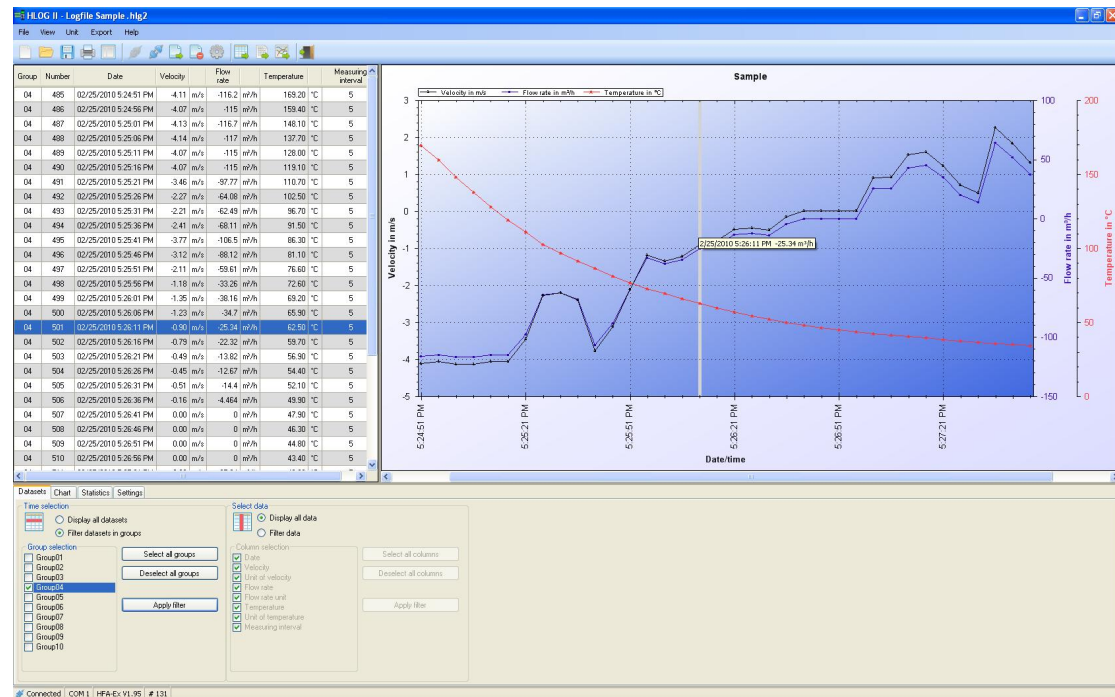 HLOG II - Logfile Sample .hlg2
File View Unit Export Help
Group Number Date Velocity Flow rate Temperature Measuring interval
04 485 02/25/2010 5:24:51 PM -4.11 m/s -116.2 m³/h 169.20 °C 5
04 486 02/25/2010 5:24:56 PM -4.07 m/s -115 m³/h 159.40 °C 5
04 487 02/25/2010 5:25:01 PM -4.13 m/s -116.7 m³/h 148.10 °C 5
04 488 02/25/2010 5:25:06 PM -4.14 m/s -117 m³/h 137.70 °C 5
04 489 02/25/2010 5:25:11 PM -4.07 m/s -115 m³/h 128.00 °C 5
04 490 02/25/2010 5:25:16 PM -4.07 m/s -115 m³/h 119.10 °C 5
04 491 02/25/2010 5:25:21 PM -3.46 m/s -97.77 m³/h 110.70 °C 5
04 492 02/25/2010 5:25:26 PM -2.27 m/s -64.08 m³/h 102.50 °C 5
04 493 02/25/2010 5:25:31 PM -2.21 m/s -62.49 m³/h 96.70 °C 5
04 494 02/25/2010 5:25:36 PM -2.41 m/s -68.11 m³/h 91.50 °C 5
04 495 02/25/2010 5:25:41 PM -3.77 m/s -106.5 m³/h 86.30 °C 5
04 496 02/25/2010 5:25:46 PM -3.12 m/s -88.12 m³/h 81.10 °C 5
04 497 02/25/2010 5:25:51 PM -2.11 m/s -59.61 m³/h 76.60 °C 5
04 498 02/25/2010 5:25:56 PM -1.18 m/s -33.26 m³/h 72.60 °C 5
04 499 02/25/2010 5:26:01 PM -1.35 m/s -38.16 m³/h 69.20 °C 5
04 500 02/25/2010 5:26:06 PM -1.23 m/s -34.7 m³/h 65.90 °C 5
04 501 02/25/2010 5:26:11 PM -0.90 m/s -25.34 m³/h 62.50 °C 5
04 502 02/25/2010 5:26:16 PM -0.79 m/s -22.32 m³/h 59.70 °C 5
04 503 02/25/2010 5:26:21 PM -0.49 m/s -13.82 m³/h 56.90 °C 5
04 504 02/25/2010 5:26:26 PM -0.45 m/s -12.67 m³/h 54.40 °C 5
04 505 02/25/2010 5:26:31 PM -0.51 m/s -14.4 m³/h 52.10 °C 5
04 506 02/25/2010 5:26:36 PM -0.16 m/s -4.464 m³/h 49.90 °C 5
04 507 02/25/2010 5:26:41 PM 0.00 m/s 0 m³/h 47.90 °C 5
04 508 02/25/2010 5:26:46 PM 0.00 m/s 0 m³/h 46.30 °C 5
04 509 02/25/2010 5:26:51 PM 0.00 m/s 0 m³/h 44.80 °C 5
04 510 02/25/2010 5:26:56 PM 0.00 m/s 0 m³/h 43.40 °C 5
Sample
Velocity in m/s Flow rate in m³/h Temperature in °C
3
2
1
0
-1
-2
-3
-4
-5
Velocity in m/s
2/25/2010 5:26:11 PM -25.34 m³/h
100
50
0
-50
-100
-150
Flow rate in m³/h
200
150
100
50
0
Temperature in °C
5:24:51 PM
5:25:21 PM
5:25:51 PM
5:26:21 PM
5:26:51 PM
5:27:21 PM
Date/time
Datasets Chart Statistics Settings
Time selection
Display all datasets
Filter datasets in groups
Group selection
Group01
Group02
Group03
Group04
Group05
Group06
Group07
Group08
Group09
Group10
Select all groups
Deselect all groups
Apply filter
Select data
Display all data
Filter data
Column selection
Date
Velocity
Unit of velocity
Flow rate
Flow rate unit
Temperature
Unit of temperature
Measuring interval
Select all columns
Deselect all columns
Apply filter
Connected COM 1 HFA-Ex V1.95 # 131